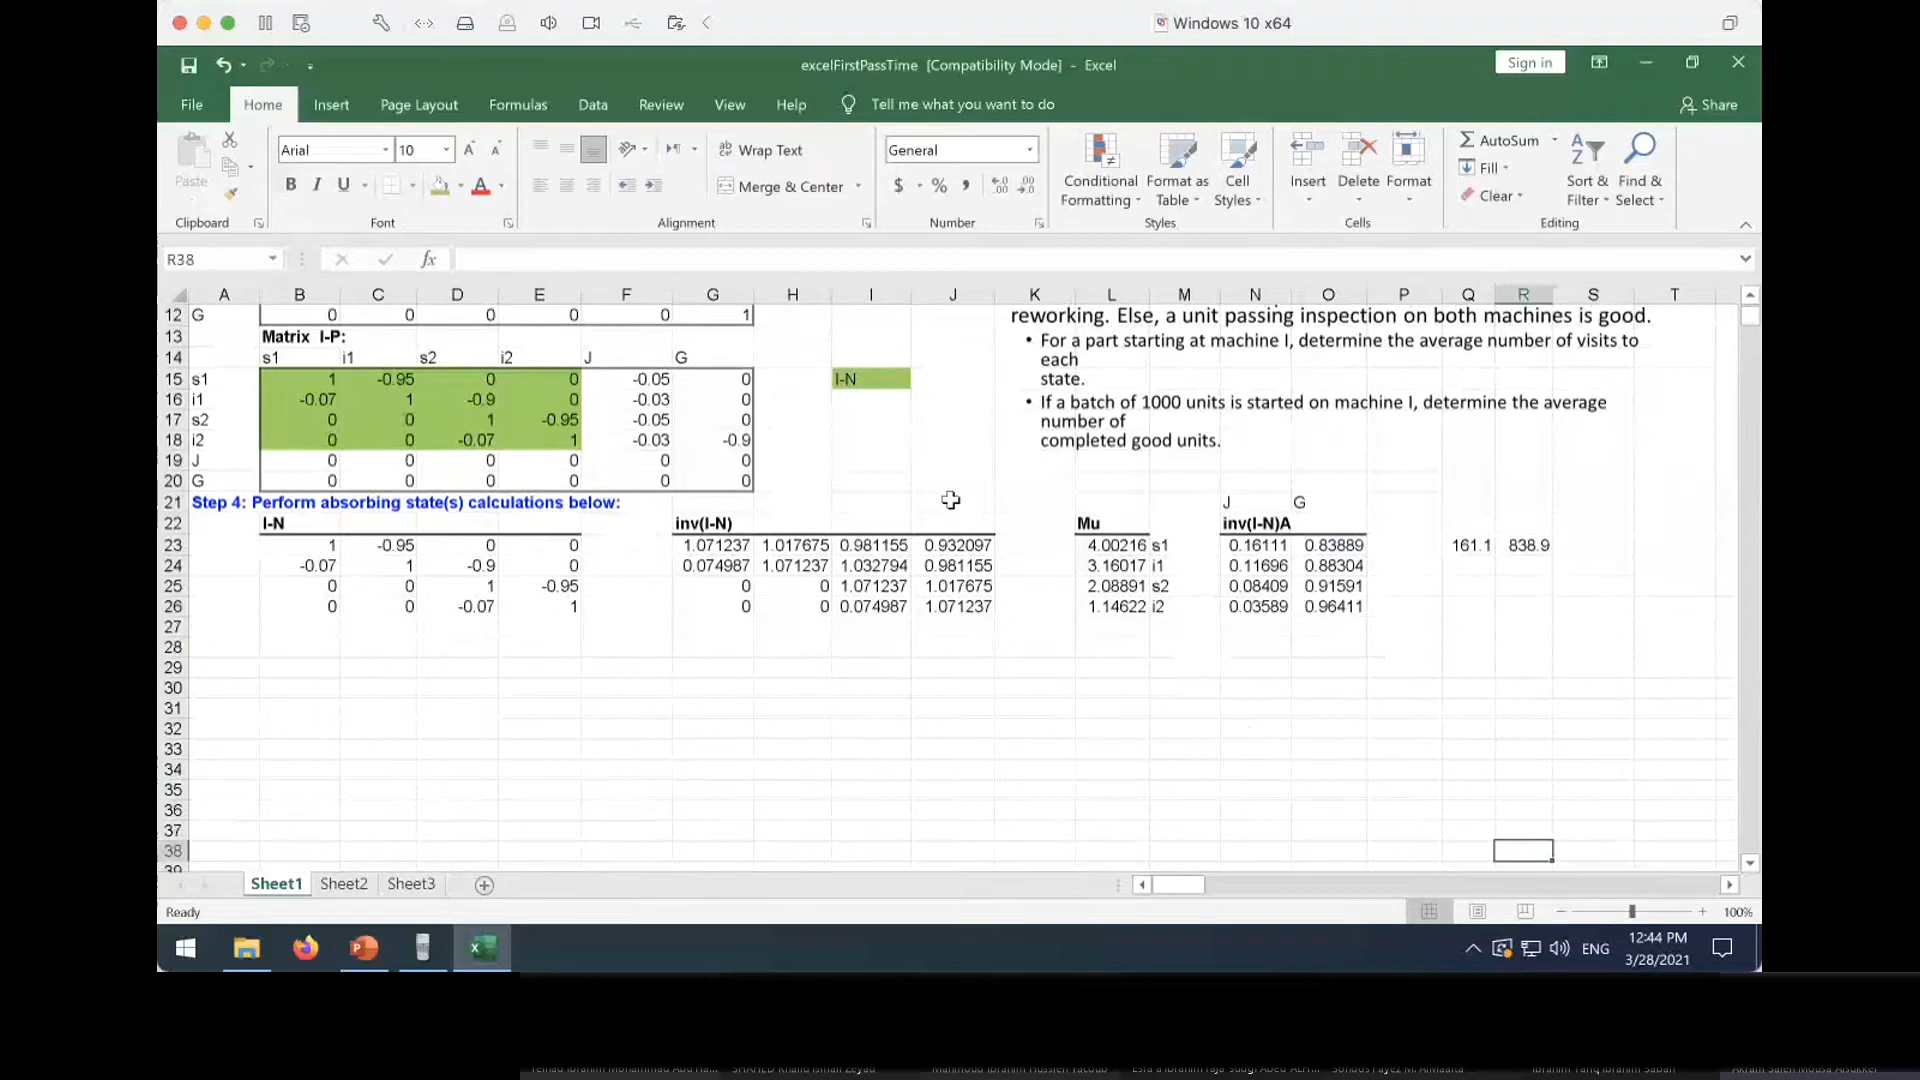 Windows 10 x64
excelFirstPassTime [Compatibility Mode] - Excel
Sign in
File Home Insert Page Layout Formulas Data Review View Help Tell me what you want to do Share
Paste
Clipboard
Arial 10
B I U
Font
Wrap Text
Merge & Center
Alignment
General
$ % ,
Number
Conditional Formatting
Format as Table
Cell Styles
Styles
Insert Delete Format
Cells
AutoSum
Fill
Clear
Sort & Filter
Find & Select
Editing
R38 fx
A B C D E F G H I J K L M N O P Q R S T
12 G 0 0 0 0 0 1
reworking. Else, a unit passing inspection on both machines is good.
• For a part starting at machine I, determine the average number of visits to
each
state.
• If a batch of 1000 units is started on machine I, determine the average
number of
completed good units.
13 Matrix I-P:
14 s1 i1 s2 i2 J G
15 s1 1 -0.95 0 0 -0.05 0 I-N
16 i1 -0.07 1 -0.9 0 -0.03 0
17 s2 0 0 1 -0.95 -0.05 0
18 i2 0 0 -0.07 1 -0.03 -0.9
19 J 0 0 0 0 0 0
20 G 0 0 0 0 0 0
21 Step 4: Perform absorbing state(s) calculations below: J G
22 I-N inv(I-N) Mu inv(I-N)A
23 1 -0.95 0 0 1.071237 1.017675 0.981155 0.932097 4.00216 s1 0.16111 0.83889 161.1 838.9
24 -0.07 1 -0.9 0 0.074987 1.071237 1.032794 0.981155 3.16017 i1 0.11696 0.88304
25 0 0 1 -0.95 0 0 1.071237 1.017675 2.08891 s2 0.08409 0.91591
26 0 0 -0.07 1 0 0 0.074987 1.071237 1.14622 i2 0.03589 0.96411
27
28
29
30
31
32
33
34
35
36
37
38
39
Sheet1 Sheet2 Sheet3
Ready 100%
ENG
12:44 PM
3/28/2021